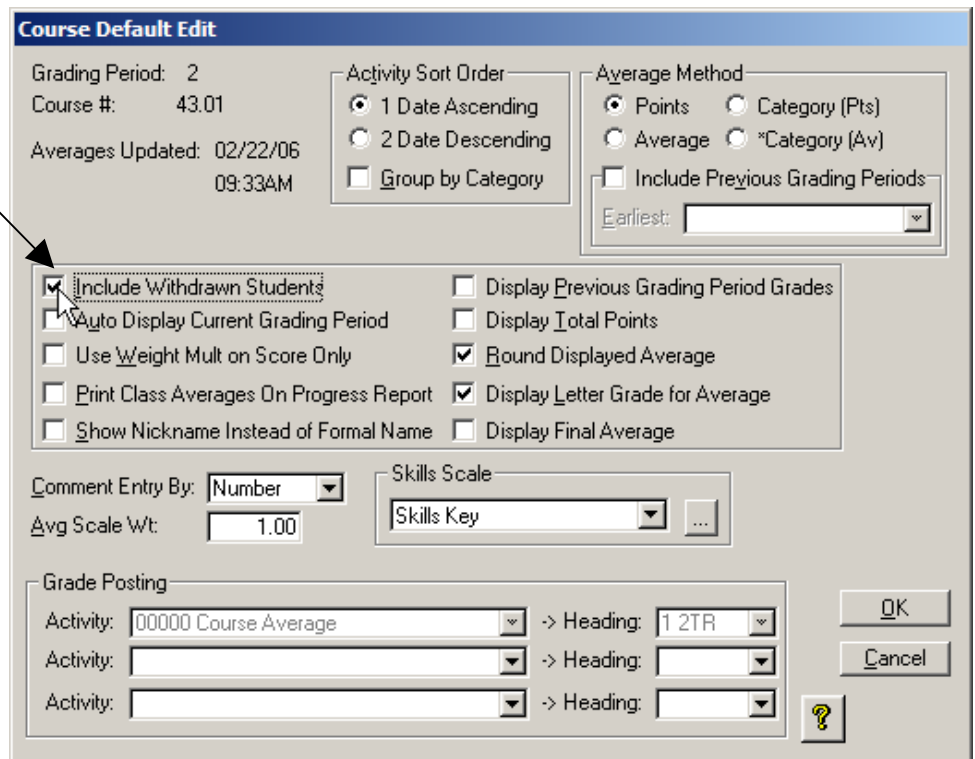 Course Default Edit
Grading Period: 2
Course #: 43.01
Averages Updated: 02/22/06
09:33AM
Activity Sort Order
1 Date Ascending
2 Date Descending
Group by Category
Average Method
Points Category (Pts)
Average *Category (Av)
Include Previous Grading Periods
Earliest:
Include Withdrawn Students
Auto Display Current Grading Period
Use Weight Mult on Score Only
Print Class Averages On Progress Report
Show Nickname Instead of Formal Name
Display Previous Grading Period Grades
Display Total Points
Round Displayed Average
Display Letter Grade for Average
Display Final Average
Comment Entry By: Number
Avg Scale Wt: 1.00
Skills Scale
Skills Key ...
Grade Posting
Activity: 00000 Course Average -> Heading: 1 2TR
Activity: -> Heading:
Activity: -> Heading:
OK
Cancel
?